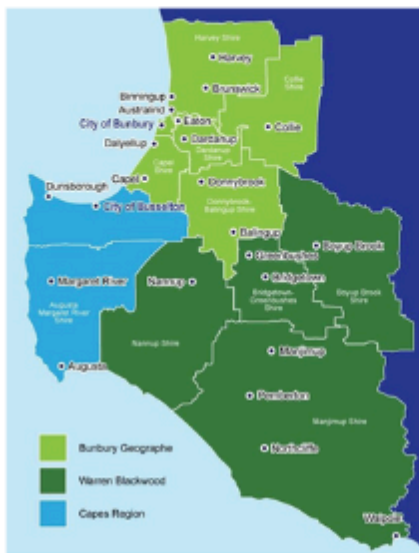 Harvey Shire
Harvey
Brunswick
Collie
Shire
Binningup
Australind
Eaton
City of Bunbury
Collie
Dardanup
Dardanup
Shire
Dalyellup
Capel
Shire
Capel
Donnybrook
Dunsborough
City of Busselton
Donnybrook-
Balingup Shire
Balingup
Boyup Brook
Greenbushes
Margaret River
Nannup
Bridgetown
Augusta
Margaret River
Shire
Bridgetown-
Greenbushes
Shire
Boyup Brook
Shire
Nannup Shire
Manjimup
Augusta
Pemberton
Manjimup Shire
Bunbury Geographe
Northcliffe
Warren Blackwood
Capes Region
Walpole